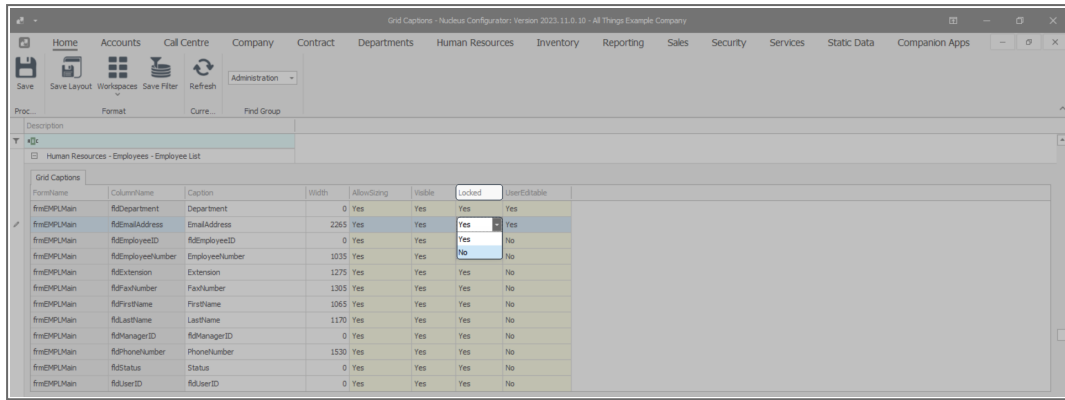 Grid Captions - Nucleus Configurator: Version 2023.11.0.10 - All Things Example Company
Home Accounts Call Centre Company Contract Departments Human Resources Inventory Reporting Sales Security Services Static Data Companion Apps
Save Save Layout Workspaces Save Filter Refresh Administration
Proc... Format Curre... Find Group
Description
Human Resources - Employees - Employee List
Grid Captions
FormName ColumnName Caption Width AllowSizing Visible Locked UserEditable
frmEMPLMain fldDepartment Department 0 Yes Yes Yes Yes
frmEMPLMain fldEmailAddress EmailAddress 2265 Yes Yes Yes Yes
frmEMPLMain fldEmployeeID fldEmployeeID 0 Yes Yes Yes No
frmEMPLMain fldEmployeeNumber EmployeeNumber 1035 Yes Yes No No
frmEMPLMain fldExtension Extension 1275 Yes Yes Yes No
frmEMPLMain fldFaxNumber FaxNumber 1305 Yes Yes Yes No
frmEMPLMain fldFirstName FirstName 1065 Yes Yes Yes No
frmEMPLMain fldLastName LastName 1170 Yes Yes Yes No
frmEMPLMain fldManagerID fldManagerID 0 Yes Yes Yes No
frmEMPLMain fldPhoneNumber PhoneNumber 1530 Yes Yes Yes No
frmEMPLMain fldStatus Status 0 Yes Yes Yes No
frmEMPLMain fldUserID fldUserID 0 Yes Yes Yes No